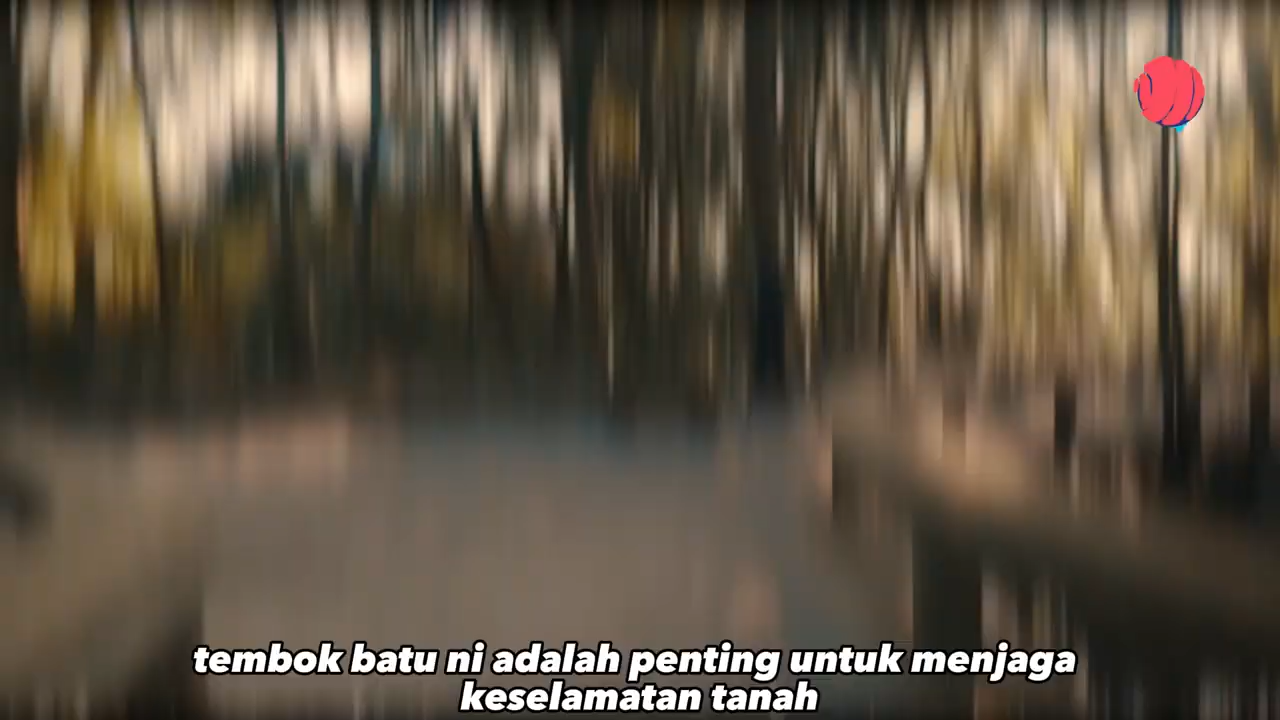 tembok batu ni adalah penting untuk menjaga
keselamatan tanah